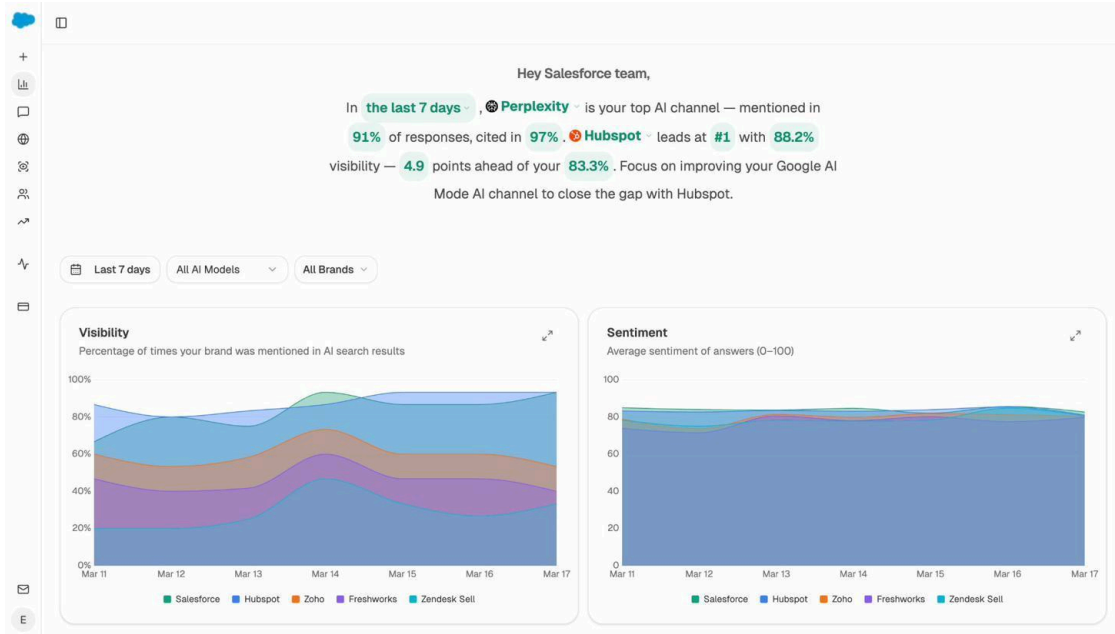 Hey Salesforce team,
In the last 7 days , Perplexity is your top AI channel — mentioned in
91% of responses, cited in 97% . Hubspot leads at #1 with 88.2%
visibility — 4.9 points ahead of your 83.3% . Focus on improving your Google AI
Mode AI channel to close the gap with Hubspot.
Last 7 days All AI Models All Brands
Visibility
Percentage of times your brand was mentioned in AI search results
100%
80%
60%
40%
20%
0%
Mar 11 Mar 12 Mar 13 Mar 14 Mar 15 Mar 16 Mar 17
Salesforce Hubspot Zoho Freshworks Zendesk Sell
Sentiment
Average sentiment of answers (0–100)
100
80
60
40
20
0
Mar 11 Mar 12 Mar 13 Mar 14 Mar 15 Mar 16 Mar 17
Salesforce Hubspot Zoho Freshworks Zendesk Sell
E